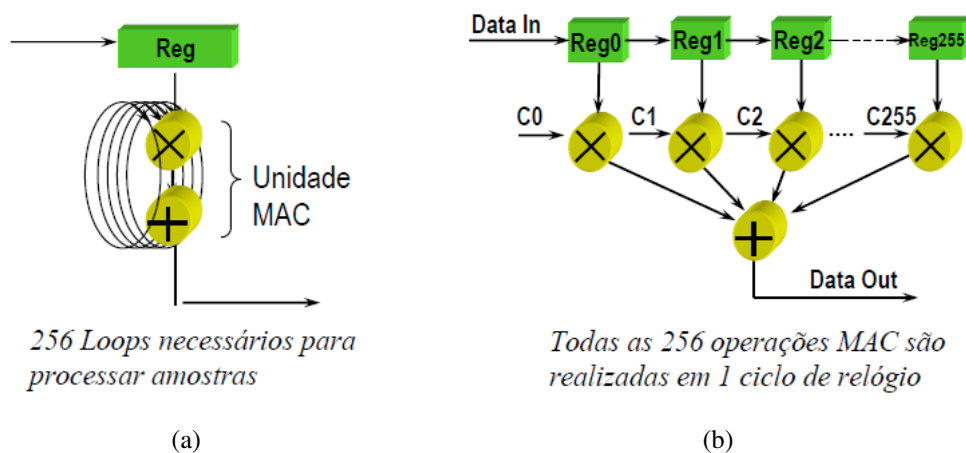 Reg
Unidade
MAC
256 Loops necessários para
processar amostras
(a)
Data In
Reg0
Reg1
Reg2
Reg255
C0
C1
C2
....
C255
Data Out
Todas as 256 operações MAC são
realizadas em 1 ciclo de relógio
(b)